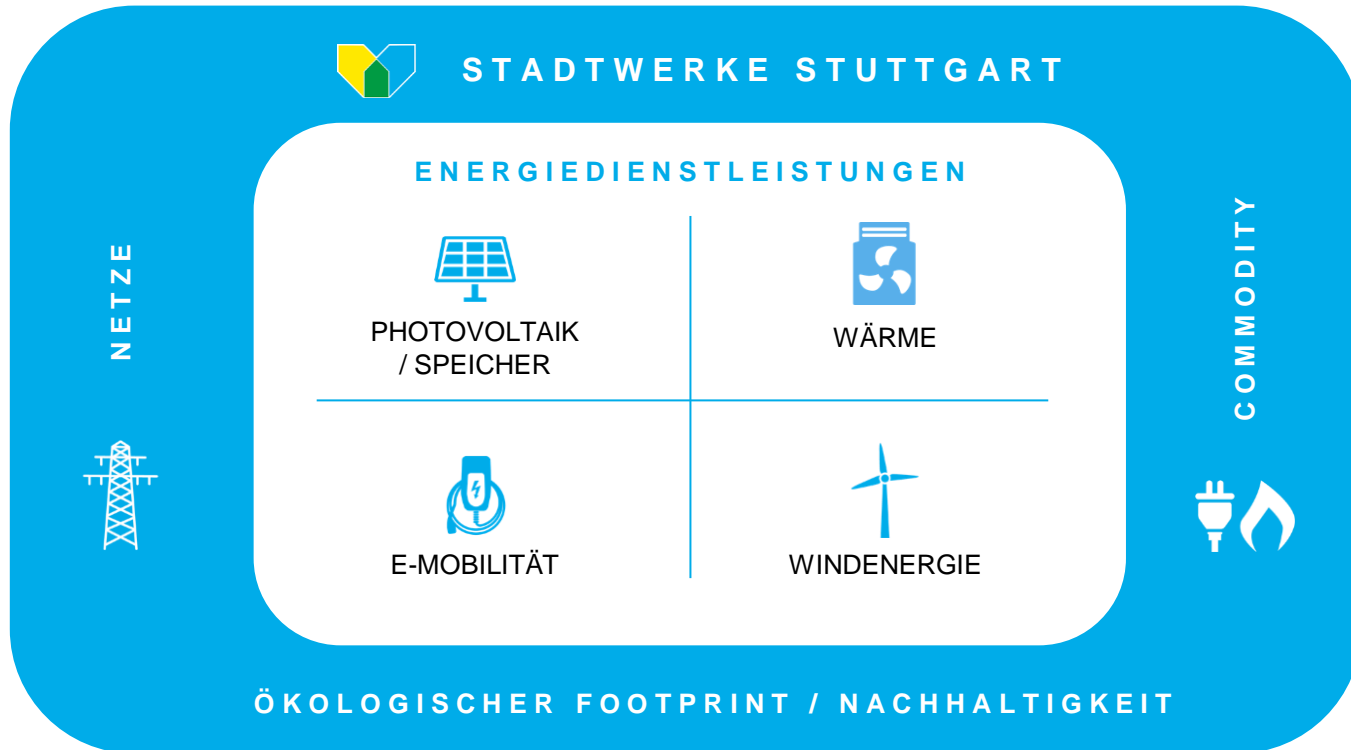 STADTWERKE STUTTGART
ENERGIEDIENSTLEISTUNGEN
NETZE
PHOTOVOLTAIK
/ SPEICHER
WÄRME
E-MOBILITÄT
WINDENERGIE
COMMODITY
ÖKOLOGISCHER FOOTPRINT / NACHHALTIGKEIT